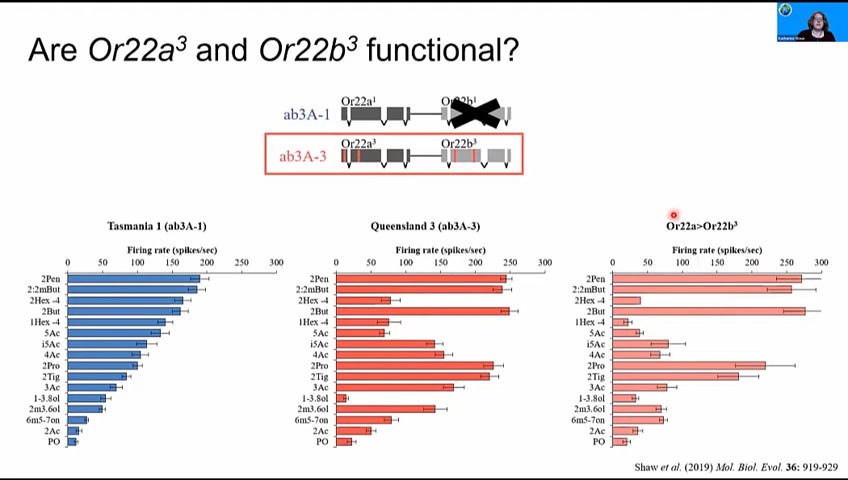 Are Or22a³ and Or22b³ functional?
Or22a¹ Or22b¹
ab3A-1
Or22a³ Or22b³
ab3A-3
Tasmania 1 (ab3A-1)
Firing rate (spikes/sec)
0 50 100 150 200 250 300
2Pen
2:2mBut
2Hex -4
2But
1Hex -4
5Ac
i5Ac
4Ac
2Pro
2Tig
3Ac
1-3.8ol
2m3.6ol
6m5-7on
2Ac
PO
Queensland 3 (ab3A-3)
Firing rate (spikes/sec)
0 50 100 150 200 250 300
2Pen
2:2mBut
2Hex -4
2But
1Hex -4
5Ac
i5Ac
4Ac
2Pro
2Tig
3Ac
1-3.8ol
2m3.6ol
6m5-7on
2Ac
PO
Or22a>Or22b³
Firing rate (spikes/sec)
0 50 100 150 200 250 300
2Pen
2:2mBut
2Hex -4
2But
1Hex -4
5Ac
i5Ac
4Ac
2Pro
2Tig
3Ac
1-3.8ol
2m3.6ol
6m5-7on
2Ac
PO
Shaw et al. (2019) Mol. Biol. Evol. 36: 919-929